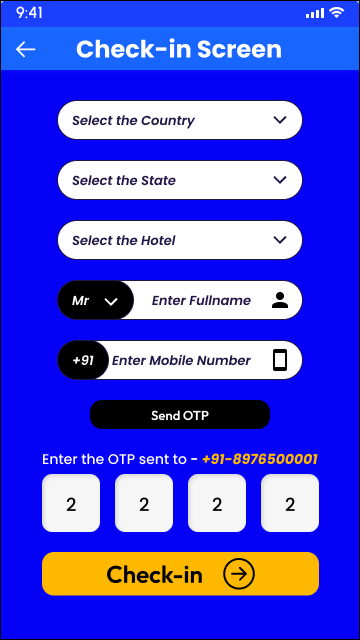 9:41
Check-in Screen
Select the Country
Select the State
Select the Hotel
Mr Enter Fullname
+91 Enter Mobile Number
Send OTP
Enter the OTP sent to - +91-8976500001
2 2 2 2
Check-in